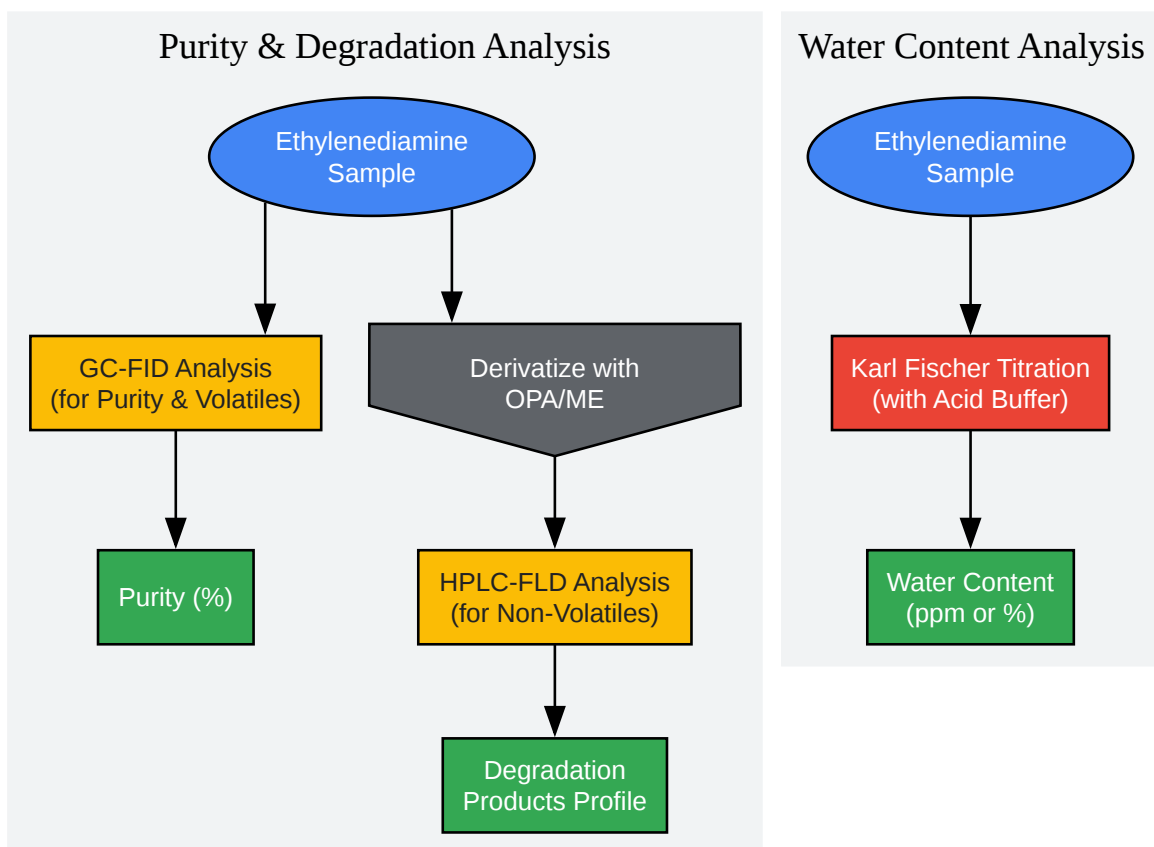 Purity & Degradation Analysis
Ethylenediamine
Sample
GC-FID Analysis
(for Purity & Volatiles)
Derivatize with
OPA/ME
Purity (%)
HPLC-FLD Analysis
(for Non-Volatiles)
Degradation
Products Profile
Water Content Analysis
Ethylenediamine
Sample
Karl Fischer Titration
(with Acid Buffer)
Water Content
(ppm or %)